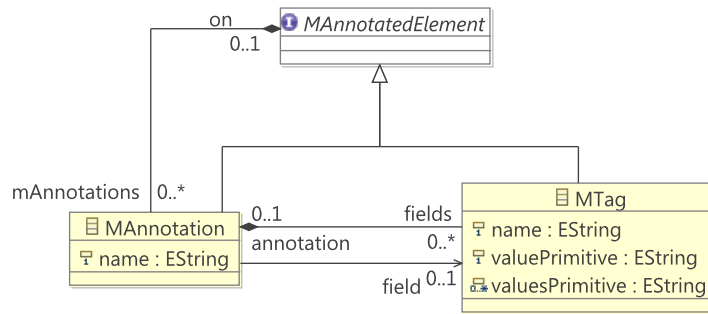 on
I MAnnotatedElement
0..1
mAnnotations 0..*
MAnnotation
name : EString
0..1 fields
annotation 0..*
field 0..1
MTag
name : EString
valuePrimitive : EString
valuesPrimitive : EString